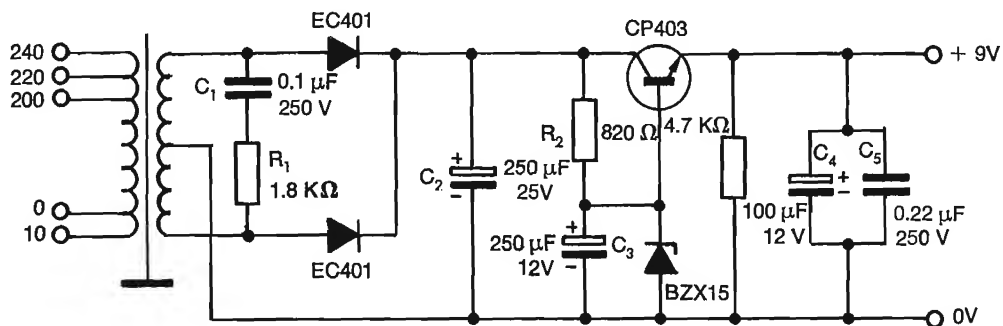 EC401
CP403
240
220
200
0
10
C1
0.1 µF
250 V
R1
1.8 KΩ
EC401
C2
250 µF
25V
R2
820 Ω
4.7 KΩ
250 µF
12V
C3
BZX15
C4
100 µF
12 V
C5
0.22 µF
250 V
+ 9V
0V
+
−
+
−
+
−